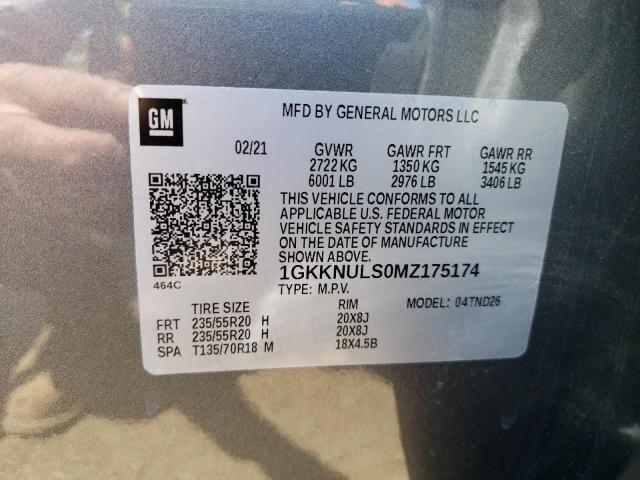 GM
MFD BY GENERAL MOTORS LLC
02/21 GVWR GAWR FRT GAWR RR
2722 KG 1350 KG 1545 KG
6001 LB 2976 LB 3406 LB
THIS VEHICLE CONFORMS TO ALL
APPLICABLE U.S. FEDERAL MOTOR
VEHICLE SAFETY STANDARDS IN EFFECT
ON THE DATE OF MANUFACTURE
SHOWN ABOVE.
1GKKNULS0MZ175174
464C
TYPE: M.P.V.
TIRE SIZE RIM MODEL: 04TND26
FRT 235/55R20 H 20X8J
RR 235/55R20 H 20X8J
SPA T135/70R18 M 18X4.5B